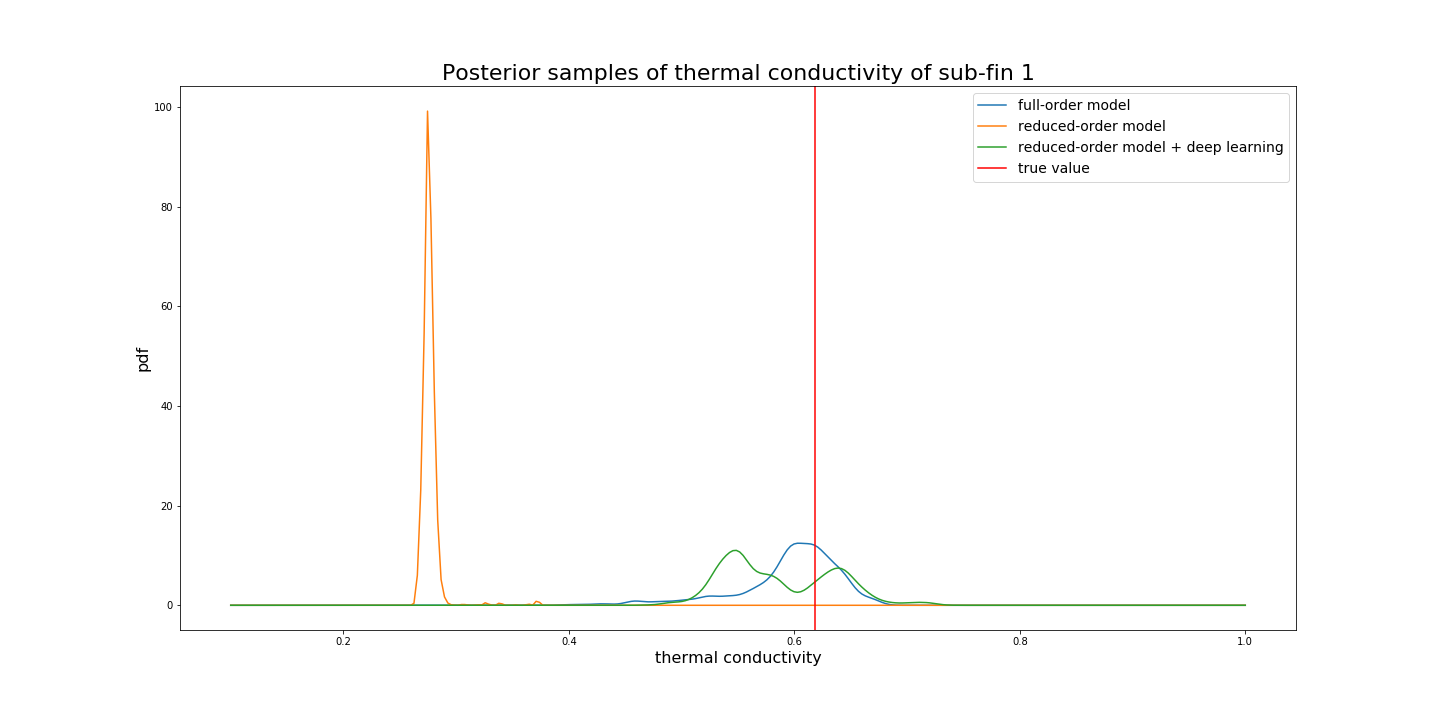 Posterior samples of thermal conductivity of sub-fin 1
full-order model
reduced-order model
reduced-order model + deep learning
true value
100
80
60
40
20
0
pdf
0.2 0.4 0.6 0.8 1.0
thermal conductivity